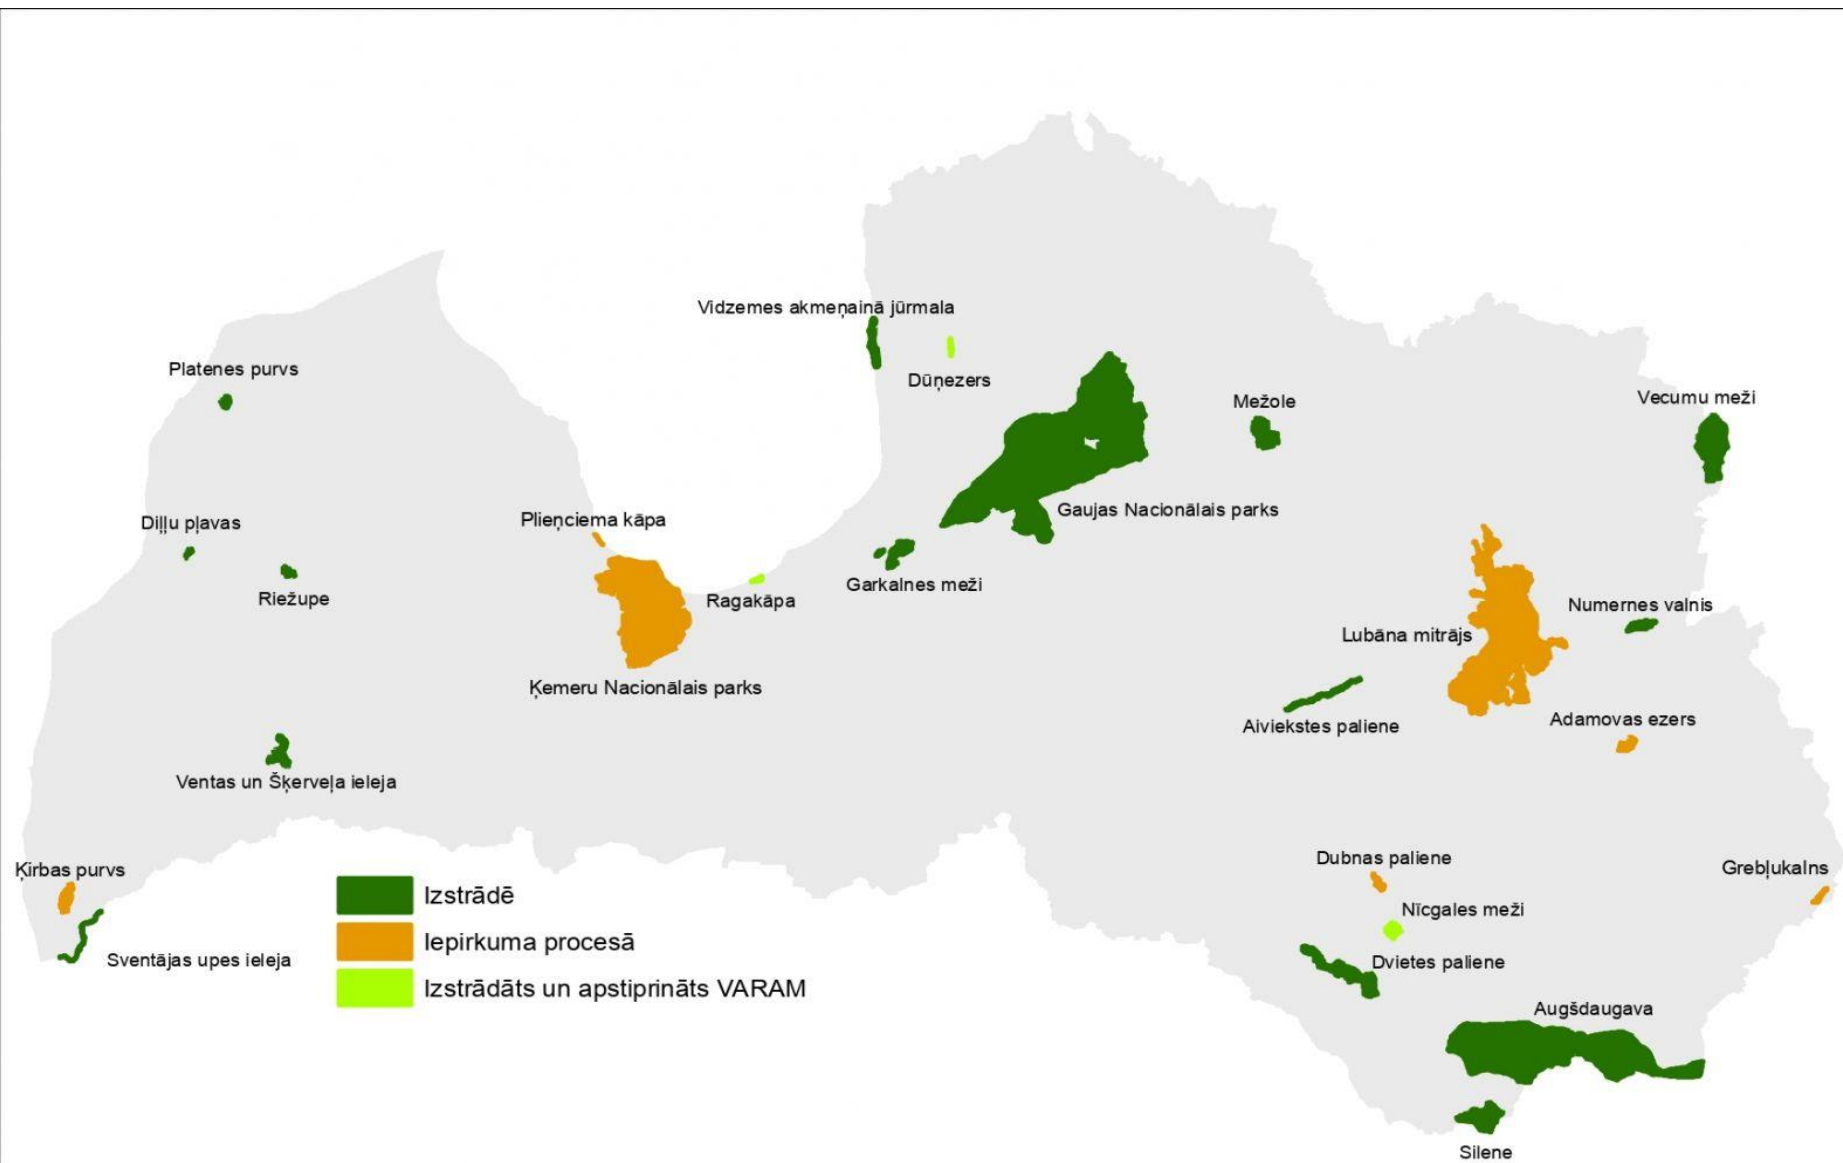 Vidzemes akmeņainā jūrmala
Platenes purvs
Dūņezers
Mežole
Vecumu meži
Gaujas Nacionālais parks
Plieņciema kāpa
Diļļu pļavas
Riežupe
Ragakāpa
Garkalnes meži
Numernes valnis
Lubāna mitrājs
Ķemeru Nacionālais parks
Aiviekstes paliene
Adamovas ezers
Ventas un Šķerveļa ieleja
Dubnas paliene
Ķirbas purvs
Grebļukalns
Izstrādē
Nīcgales meži
Iepirkuma procesā
Sventājas upes ieleja
Dvietes paliene
Izstrādāts un apstiprināts VARAM
Augšdaugava
Silene